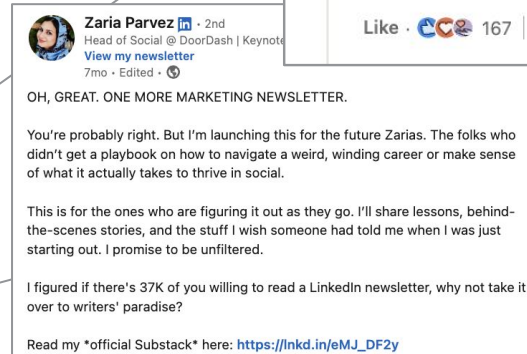 Zaria Parvez in • 2nd
Head of Social @ DoorDash | Keynote
View my newsletter
7mo • Edited •
Like · 167
OH, GREAT. ONE MORE MARKETING NEWSLETTER.
You're probably right. But I'm launching this for the future Zarias. The folks who
didn't get a playbook on how to navigate a weird, winding career or make sense
of what it actually takes to thrive in social.
This is for the ones who are figuring it out as they go. I'll share lessons, behind-
the-scenes stories, and the stuff I wish someone had told me when I was just
starting out. I promise to be unfiltered.
I figured if there's 37K of you willing to read a LinkedIn newsletter, why not take it
over to writers' paradise?
Read my *official Substack* here: https://lnkd.in/eMJ_DF2y